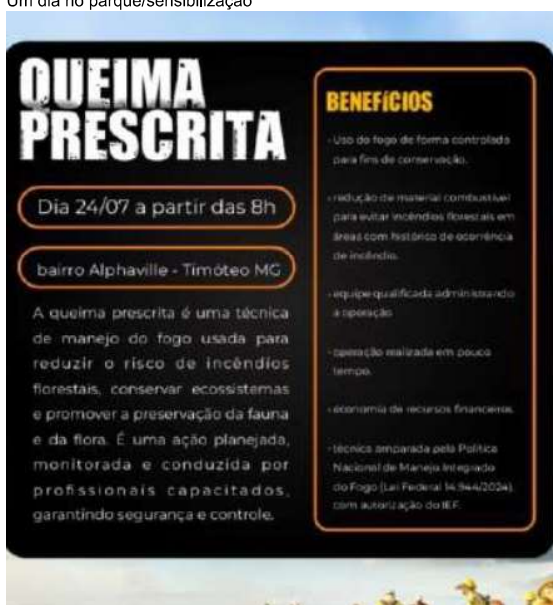 Um dia no parque/sensibilização
QUEIMA
PRESCRITA
Dia 24/07 a partir das 8h
bairro Alphaville - Timóteo MG
A queima prescrita é uma técnica
de manejo do fogo usada para
reduzir o risco de incêndios
florestais, conservar ecossistemas
e promover a preservação da fauna
e da flora. É uma ação planejada,
monitorada e conduzida por
profissionais capacitados,
garantindo segurança e controle.
BENEFÍCIOS
- Uso do fogo de forma controlada
para fins de conservação.
- redução de material combustível
para evitar incêndios florestais em
áreas com histórico de ocorrência
de incêndio.
- equipe qualificada administrando
a operação
- operação realizada em pouco
tempo.
- economia de recursos financeiros.
- técnica amparada pela Política
Nacional de Manejo Integrado
do Fogo (Lei Federal 14.944/2024),
com autorização do IEF.